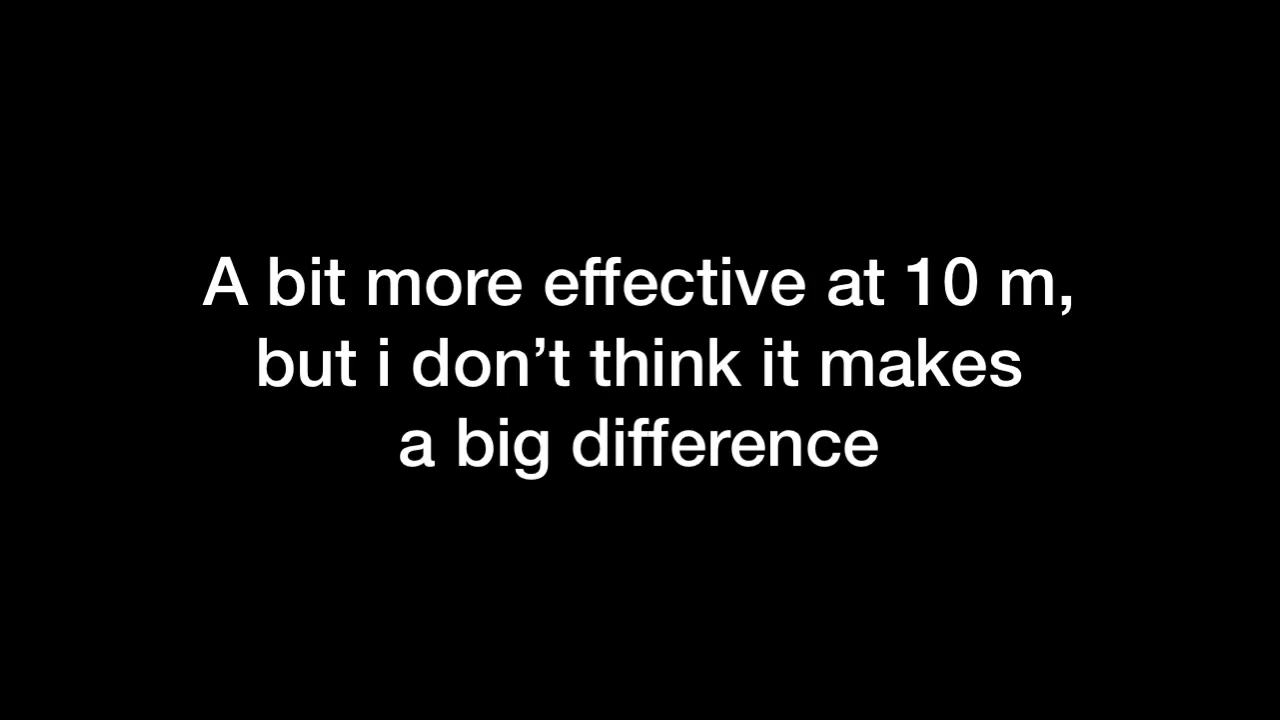 A bit more effective at 10 m,
but i don’t think it makes
a big difference